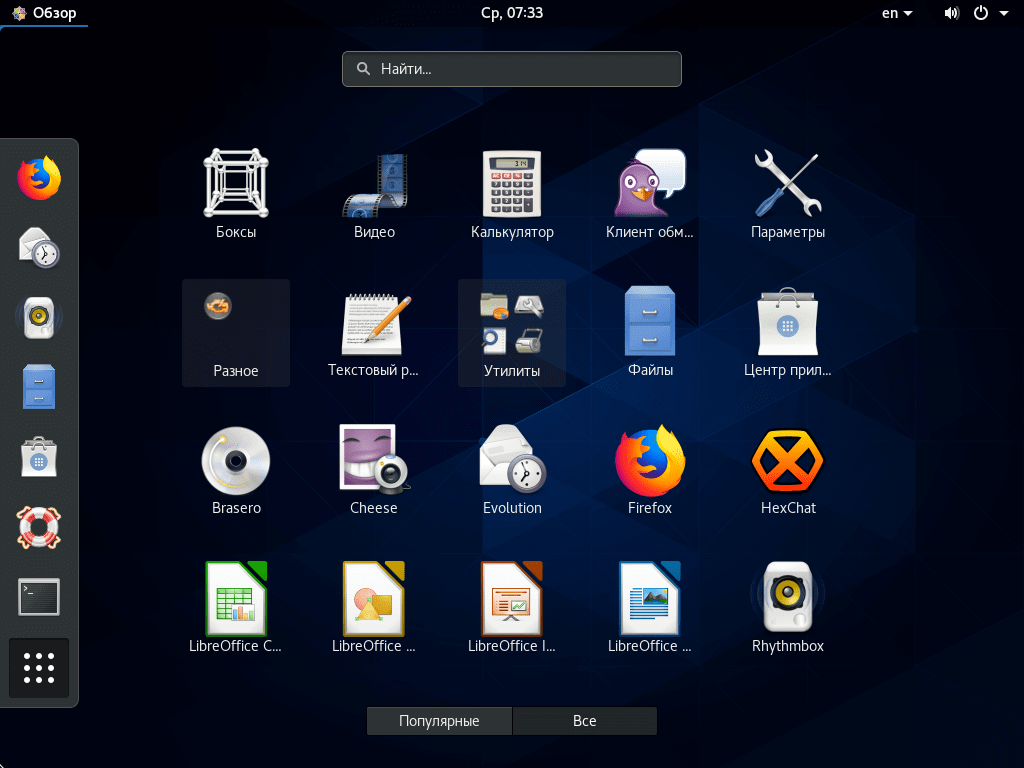 Обзор
Ср, 07:33
en
Найти...
Боксы
Видео
Калькулятор
Клиент обм...
Параметры
Разное
Текстовый р...
Утилиты
Файлы
Центр прил...
Brasero
Cheese
Evolution
Firefox
HexChat
LibreOffice C...
LibreOffice ...
LibreOffice I...
LibreOffice ...
Rhythmbox
Популярные
Все